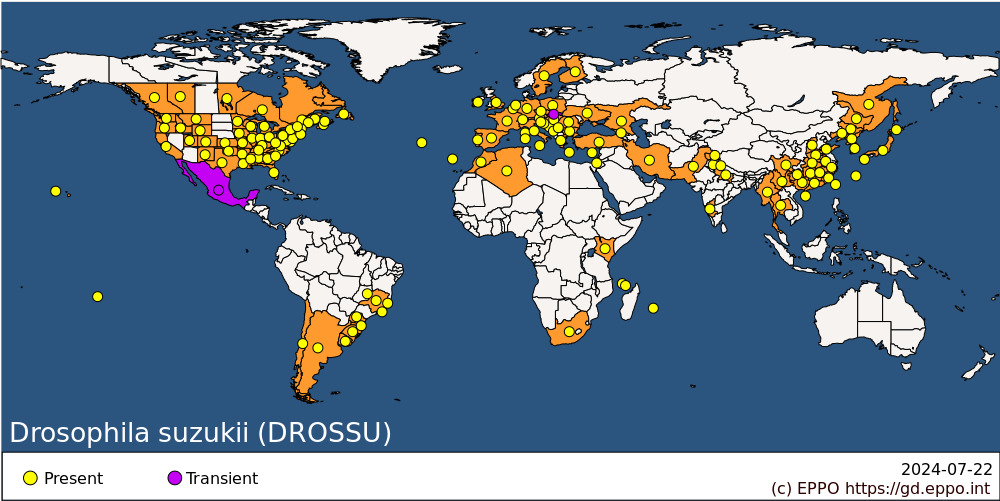 Drosophila suzukii (DROSSU)
Present
Transient
2024-07-22
(c) EPPO https://gd.eppo.int